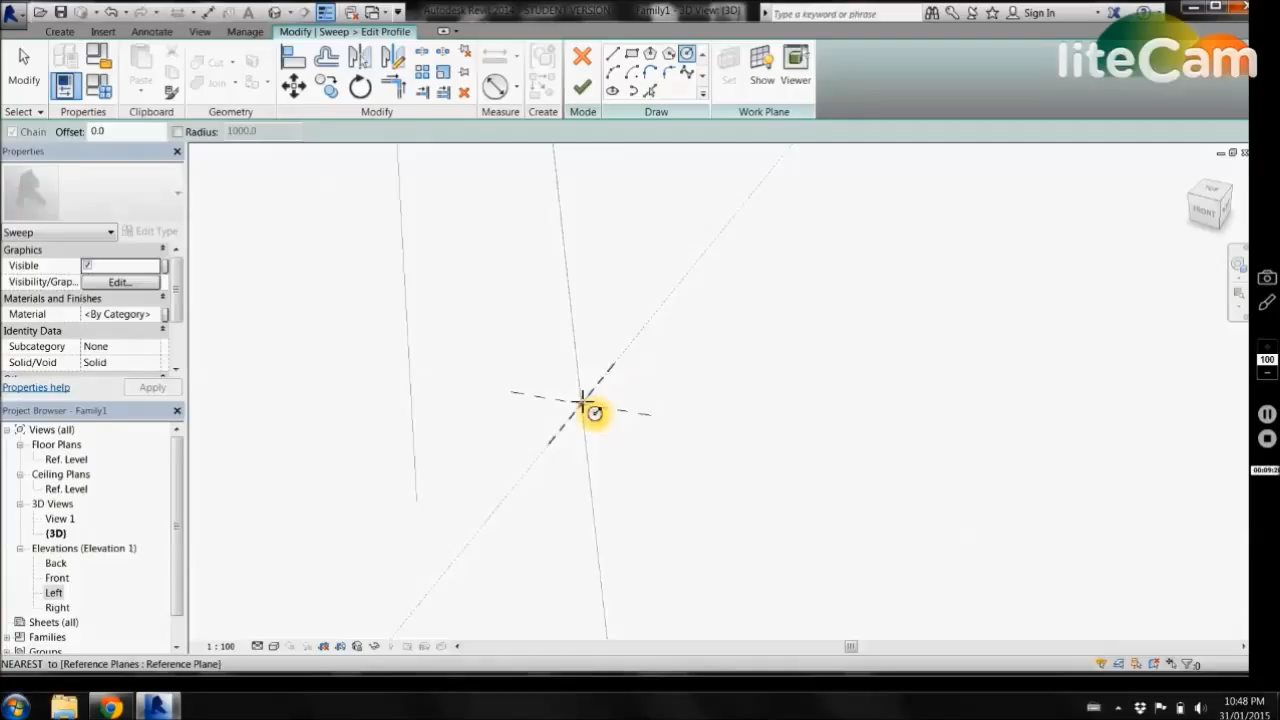 Autodesk Revit 2014 - STUDENT VERSION - Family1 - 3D View: {3D}
Type a keyword or phrase
Sign In
Create
Insert
Annotate
View
Manage
Modify | Sweep > Edit Profile
liteCam
Modify
Paste
Cut
Join
Set
Show
Viewer
Select
Properties
Clipboard
Geometry
Modify
Measure
Create
Mode
Draw
Work Plane
Chain
Offset: 0.0
Radius: 1000.0
Properties
TOP
FRONT
Sweep
Edit Type
Graphics
Visible
Visibility/Grap... Edit...
Materials and Finishes
Material <By Category>
Identity Data
Subcategory None
Solid/Void Solid
Properties help
Apply
100
Project Browser - Family1
Views (all)
Floor Plans
Ref. Level
Ceiling Plans
Ref. Level
3D Views
View 1
{3D}
Elevations (Elevation 1)
Back
Front
Left
Right
Sheets (all)
Families
Groups
1 : 100
NEAREST to [Reference Planes : Reference Plane]
:0
10:48 PM
31/01/2015